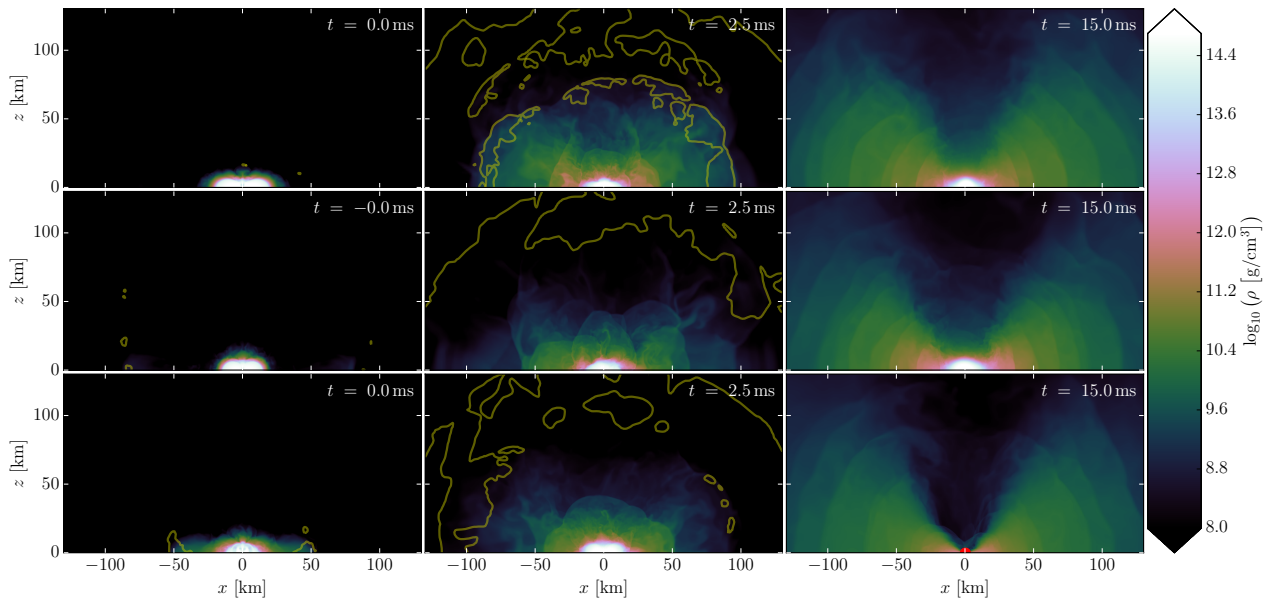 t = 0.0 ms
t = 2.5 ms
t = 15.0 ms
100
50
0
z [km]
t = −0.0 ms
t = 2.5 ms
t = 15.0 ms
100
50
0
z [km]
t = 0.0 ms
t = 2.5 ms
t = 15.0 ms
100
50
0
z [km]
−100 −50 0 50 100
x [km]
−100 −50 0 50 100
x [km]
−100 −50 0 50 100
x [km]
14.4
13.6
12.8
12.0
11.2
10.4
9.6
8.8
8.0
log₁₀ (ρ [g/cm³])